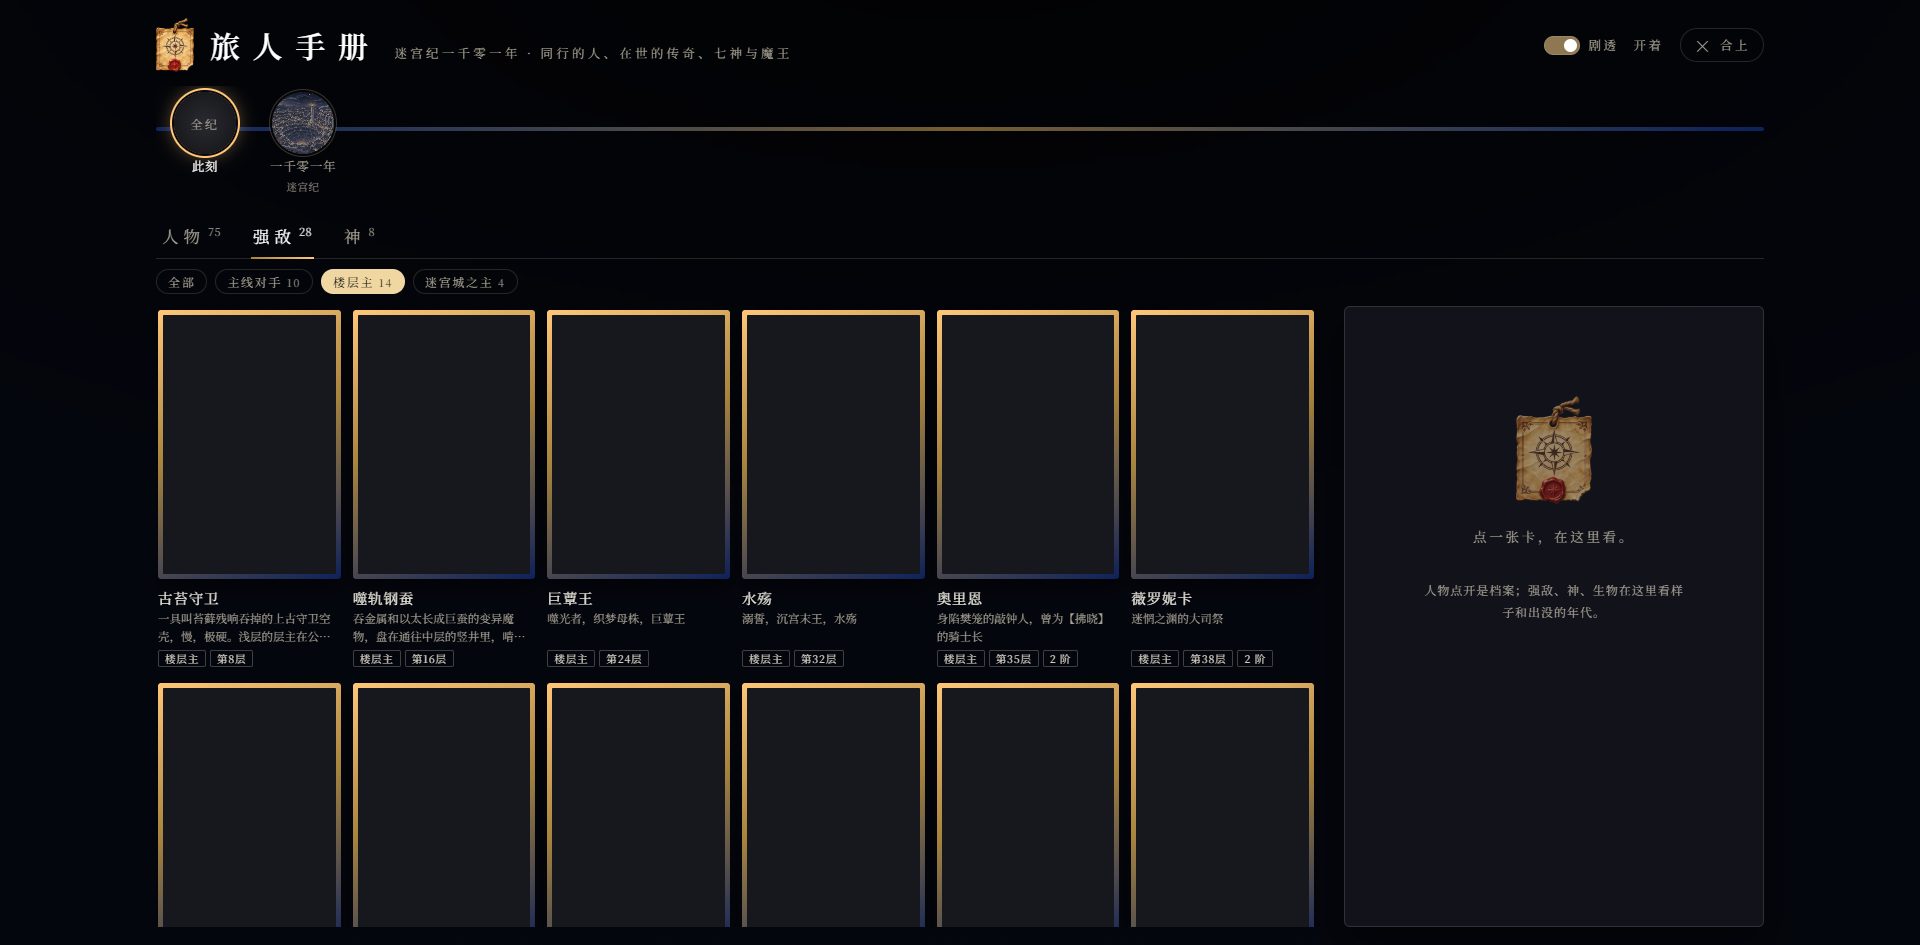 旅人手册
迷宫纪一千零一年 · 同行的人、在世的传奇、七神与魔王
剧透 开着
合上
全纪
此刻
一千零一年
迷宫纪
人物 75
强敌 28
神 8
全部
主线对手 10
楼层主 14
迷宫城之主 4
古苔守卫
一具叫苔藓残响吞掉的上古守卫空
壳，慢，极硬。浅层的层主在公…
楼层主 第8层
噬轨钢蚕
吞金属和以太长成巨蚕的变异魔
物，盘在通往中层的竖井里，啃…
楼层主 第16层
巨蕈王
噬光者，织梦母株，巨蕈王
楼层主 第24层
水殇
溺誓，沉宫末王，水殇
楼层主 第32层
奥里恩
身陷樊笼的敲钟人，曾为【拂晓】
的骑士长
楼层主 第35层 2 阶
薇罗妮卡
迷惘之渊的大司祭
楼层主 第38层 2 阶
点一张卡，在这里看。
人物点开是档案；强敌、神、生物在这里看样
子和出没的年代。